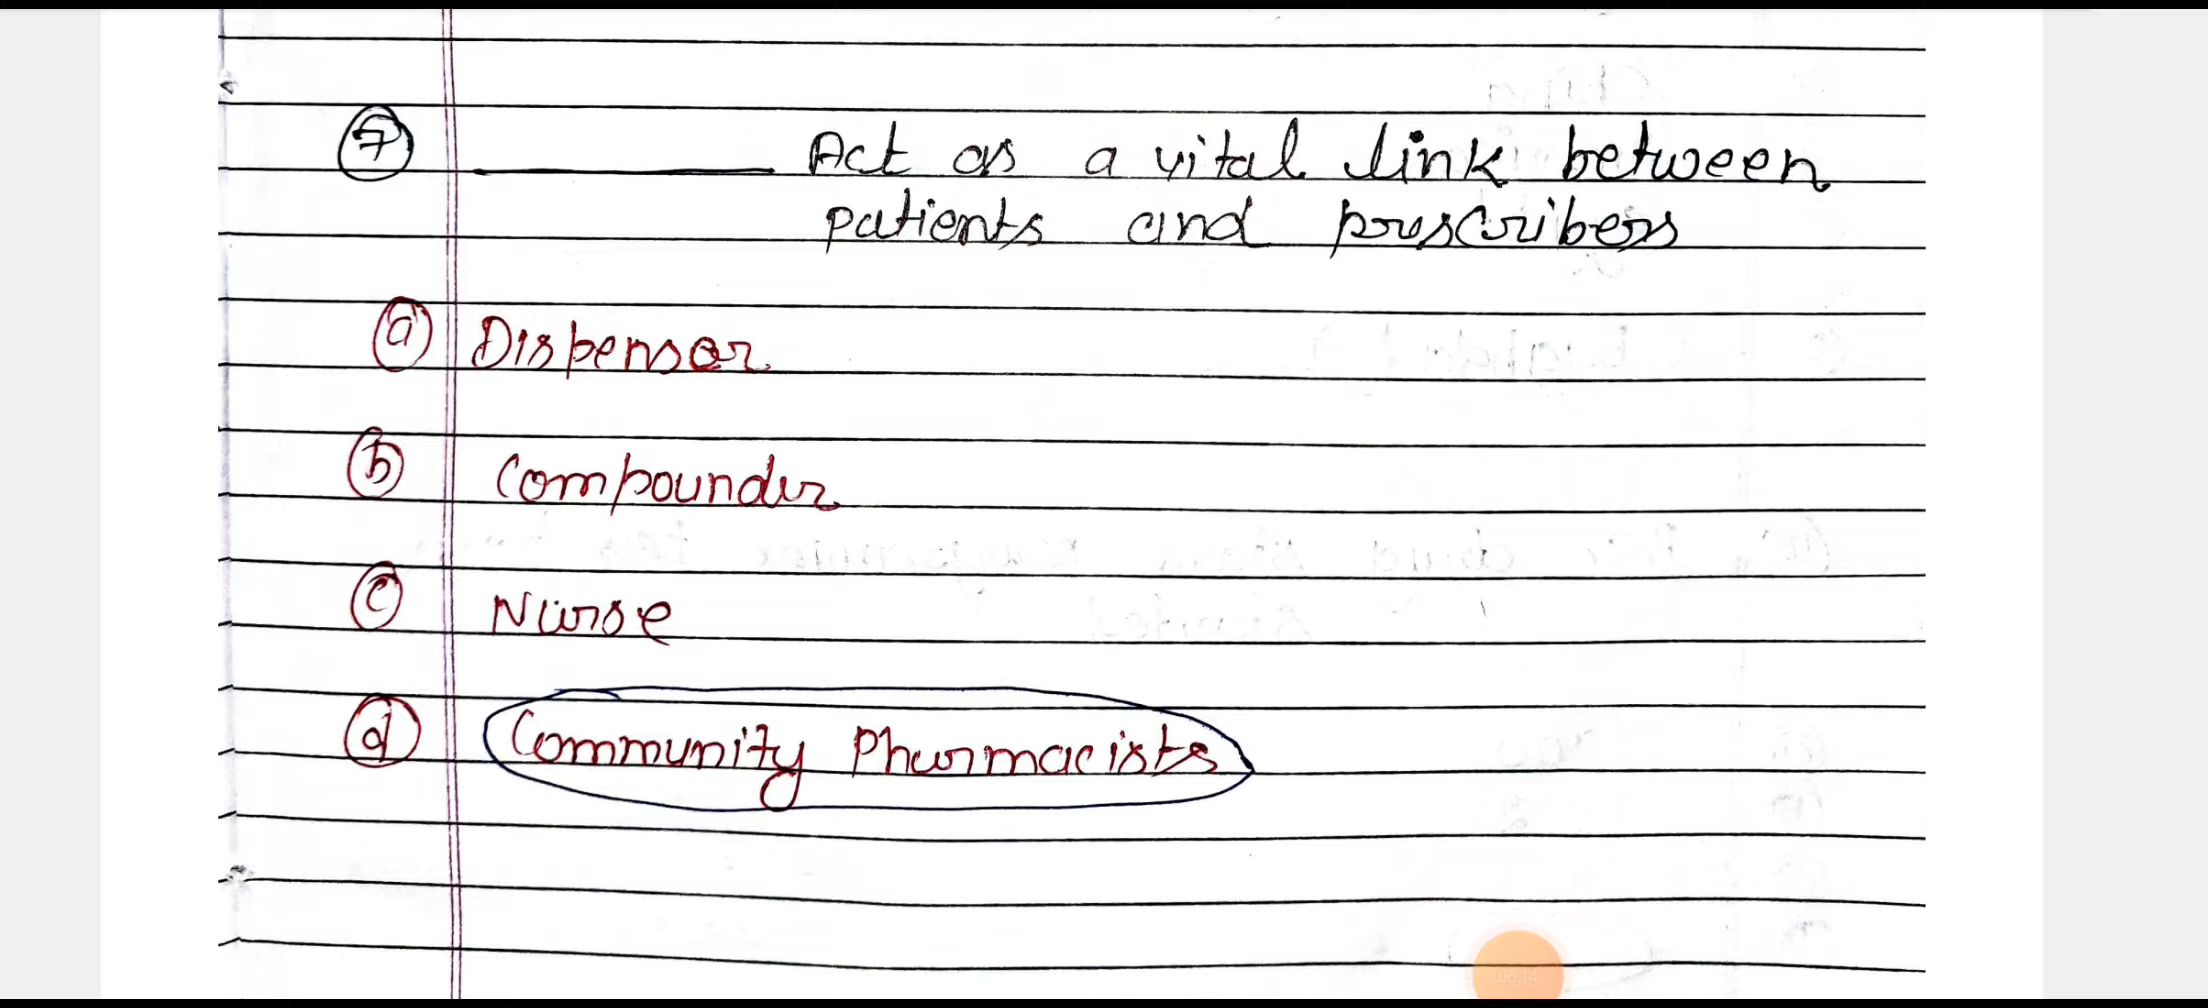 7 ________ Act as a vital link between
patients and prescribers
a Dispenser
b Compounder
c Nurse
d Community Pharmacists